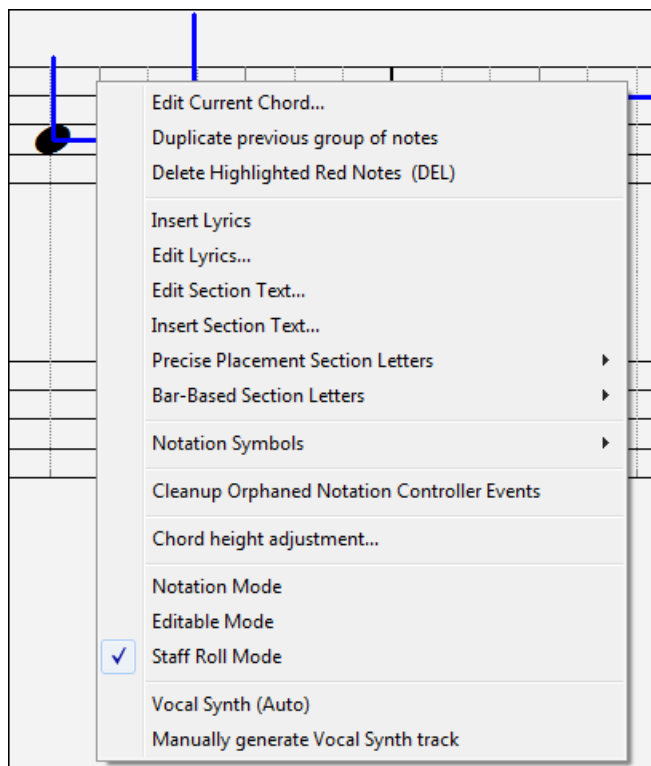 Edit Current Chord...
Duplicate previous group of notes
Delete Highlighted Red Notes  (DEL)
Insert Lyrics
Edit Lyrics...
Edit Section Text...
Insert Section Text...
Precise Placement Section Letters
Bar-Based Section Letters
Notation Symbols
Cleanup Orphaned Notation Controller Events
Chord height adjustment...
Notation Mode
Editable Mode
Staff Roll Mode
Vocal Synth (Auto)
Manually generate Vocal Synth track